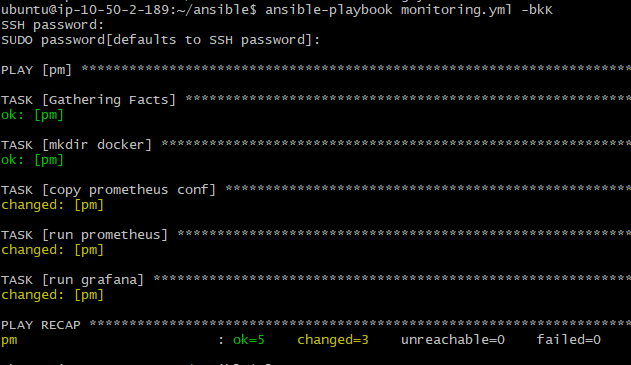 ubuntu@ip-10-50-2-189:~/ansible$ ansible-playbook monitoring.yml -bkK
SSH password:
SUDO password[defaults to SSH password]:
PLAY [pm] *************************************************************************
TASK [Gathering Facts] ************************************************************
ok: [pm]
TASK [mkdir docker] ***************************************************************
ok: [pm]
TASK [copy prometheus conf] *******************************************************
changed: [pm]
TASK [run prometheus] *************************************************************
changed: [pm]
TASK [run grafana] ****************************************************************
changed: [pm]
PLAY RECAP ************************************************************************
pm : ok=5 changed=3 unreachable=0 failed=0